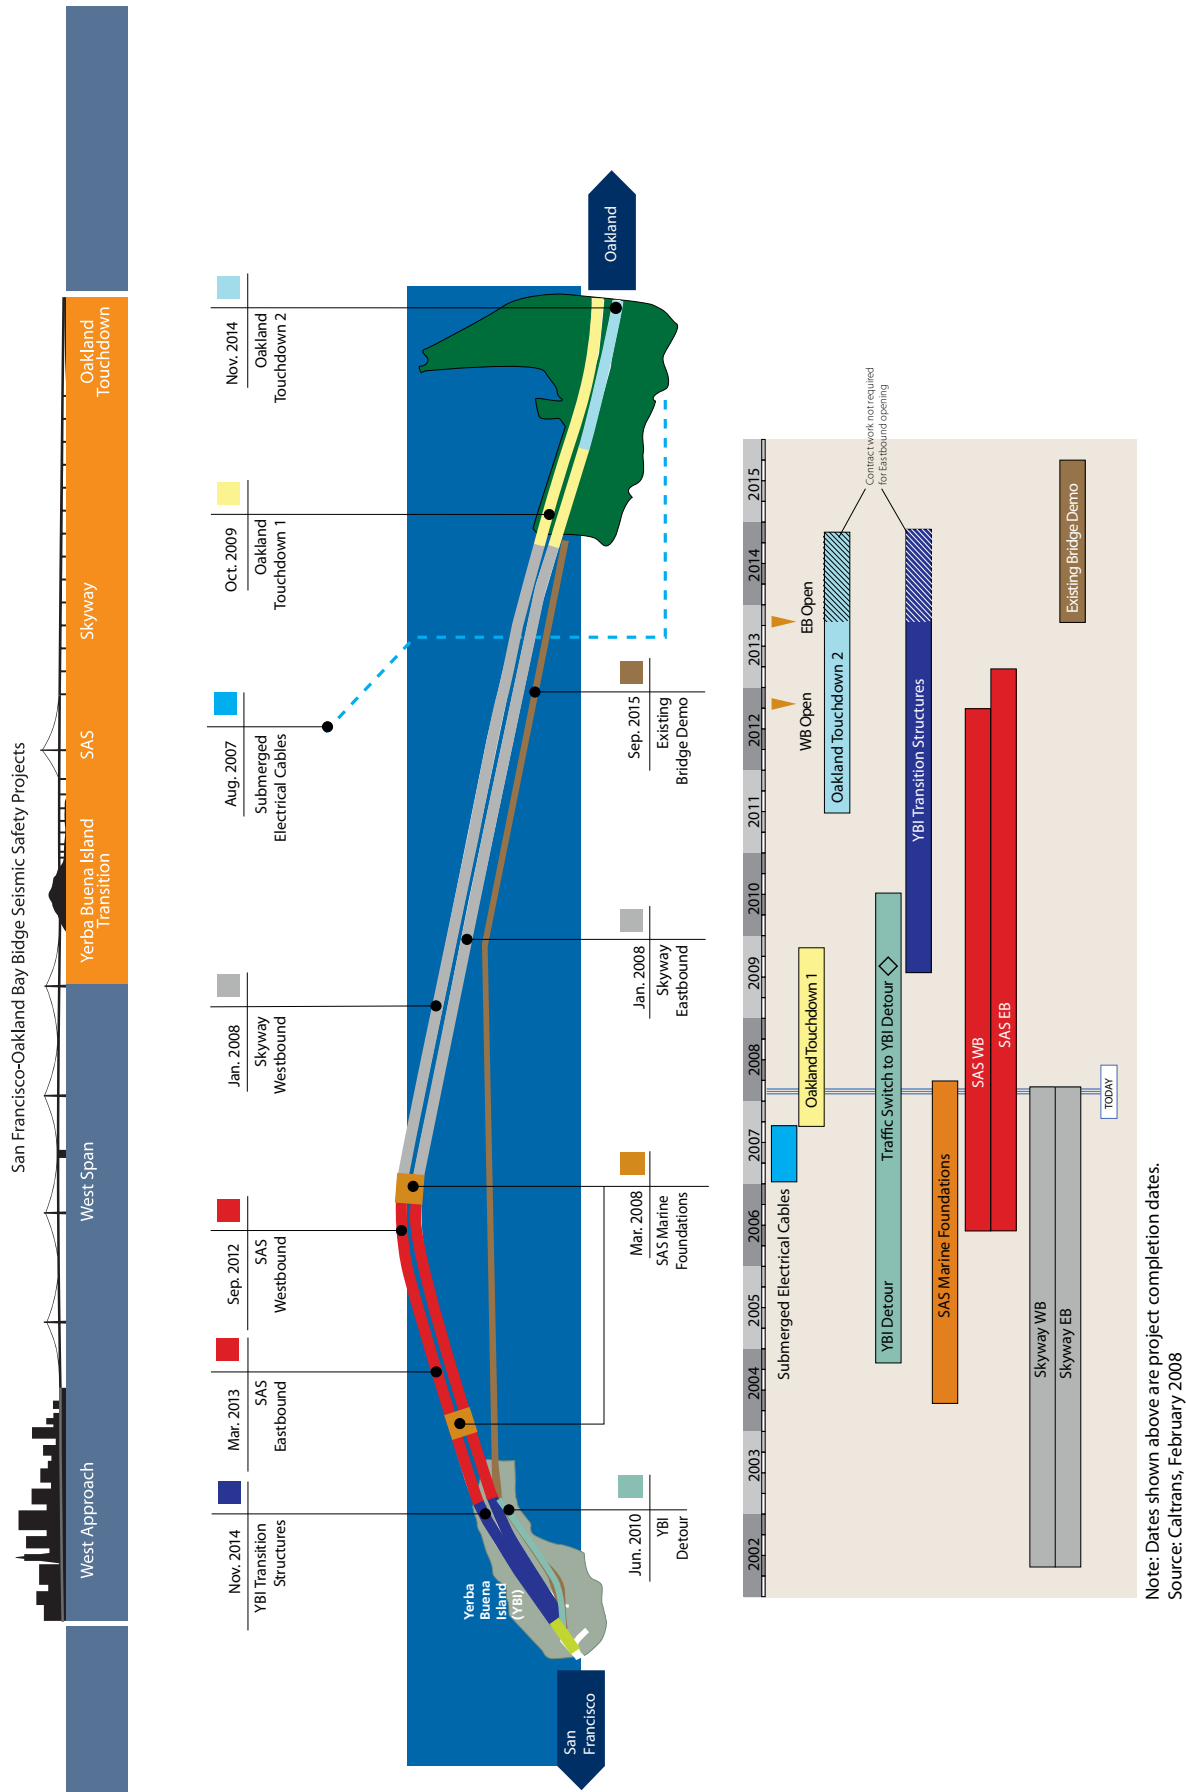 San Francisco-Oakland Bay Bidge Seismic Safety Projects
West Approach
West Span
Yerba Buena Island
Transition
SAS
Skyway
Oakland
Touchdown
Nov. 2014
YBI Transition
Structures
Mar. 2013
SAS
Eastbound
Sep. 2012
SAS
Westbound
Jan. 2008
Skyway
Westbound
Aug. 2007
Submerged
Electrical Cables
Oct. 2009
Oakland
Touchdown 1
Nov. 2014
Oakland
Touchdown 2
Yerba
Buena
Island
(YBI)
San
Francisco
Oakland
Jun. 2010
YBI
Detour
Mar. 2008
SAS Marine
Foundations
Jan. 2008
Skyway
Eastbound
Sep. 2015
Existing
Bridge Demo
2002 2003 2004 2005 2006 2007 2008 2009 2010 2011 2012 2013 2014 2015
Submerged Electrical Cables
WB Open
EB Open
Oakland Touchdown 1
Oakland Touchdown 2
Contract work not required
for Eastbound opening
YBI Detour
Traffic Switch to YBI Detour
YBI Transition Structures
SAS Marine Foundations
SAS WB
SAS EB
Skyway WB
Skyway EB
Existing Bridge Demo
TODAY
Note: Dates shown above are project completion dates.
Source: Caltrans, February 2008